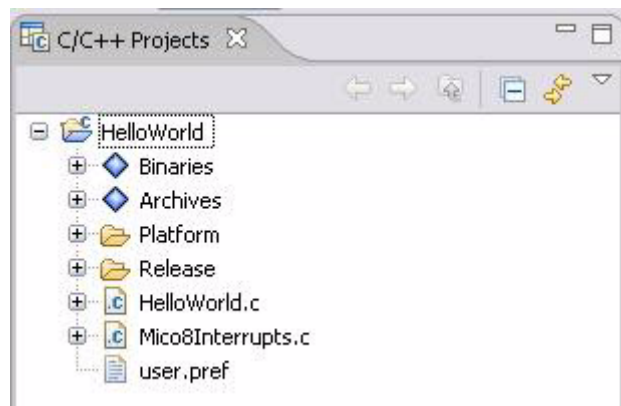 C/C++ Projects
HelloWorld
Binaries
Archives
Platform
Release
HelloWorld.c
Mico8Interrupts.c
user.pref